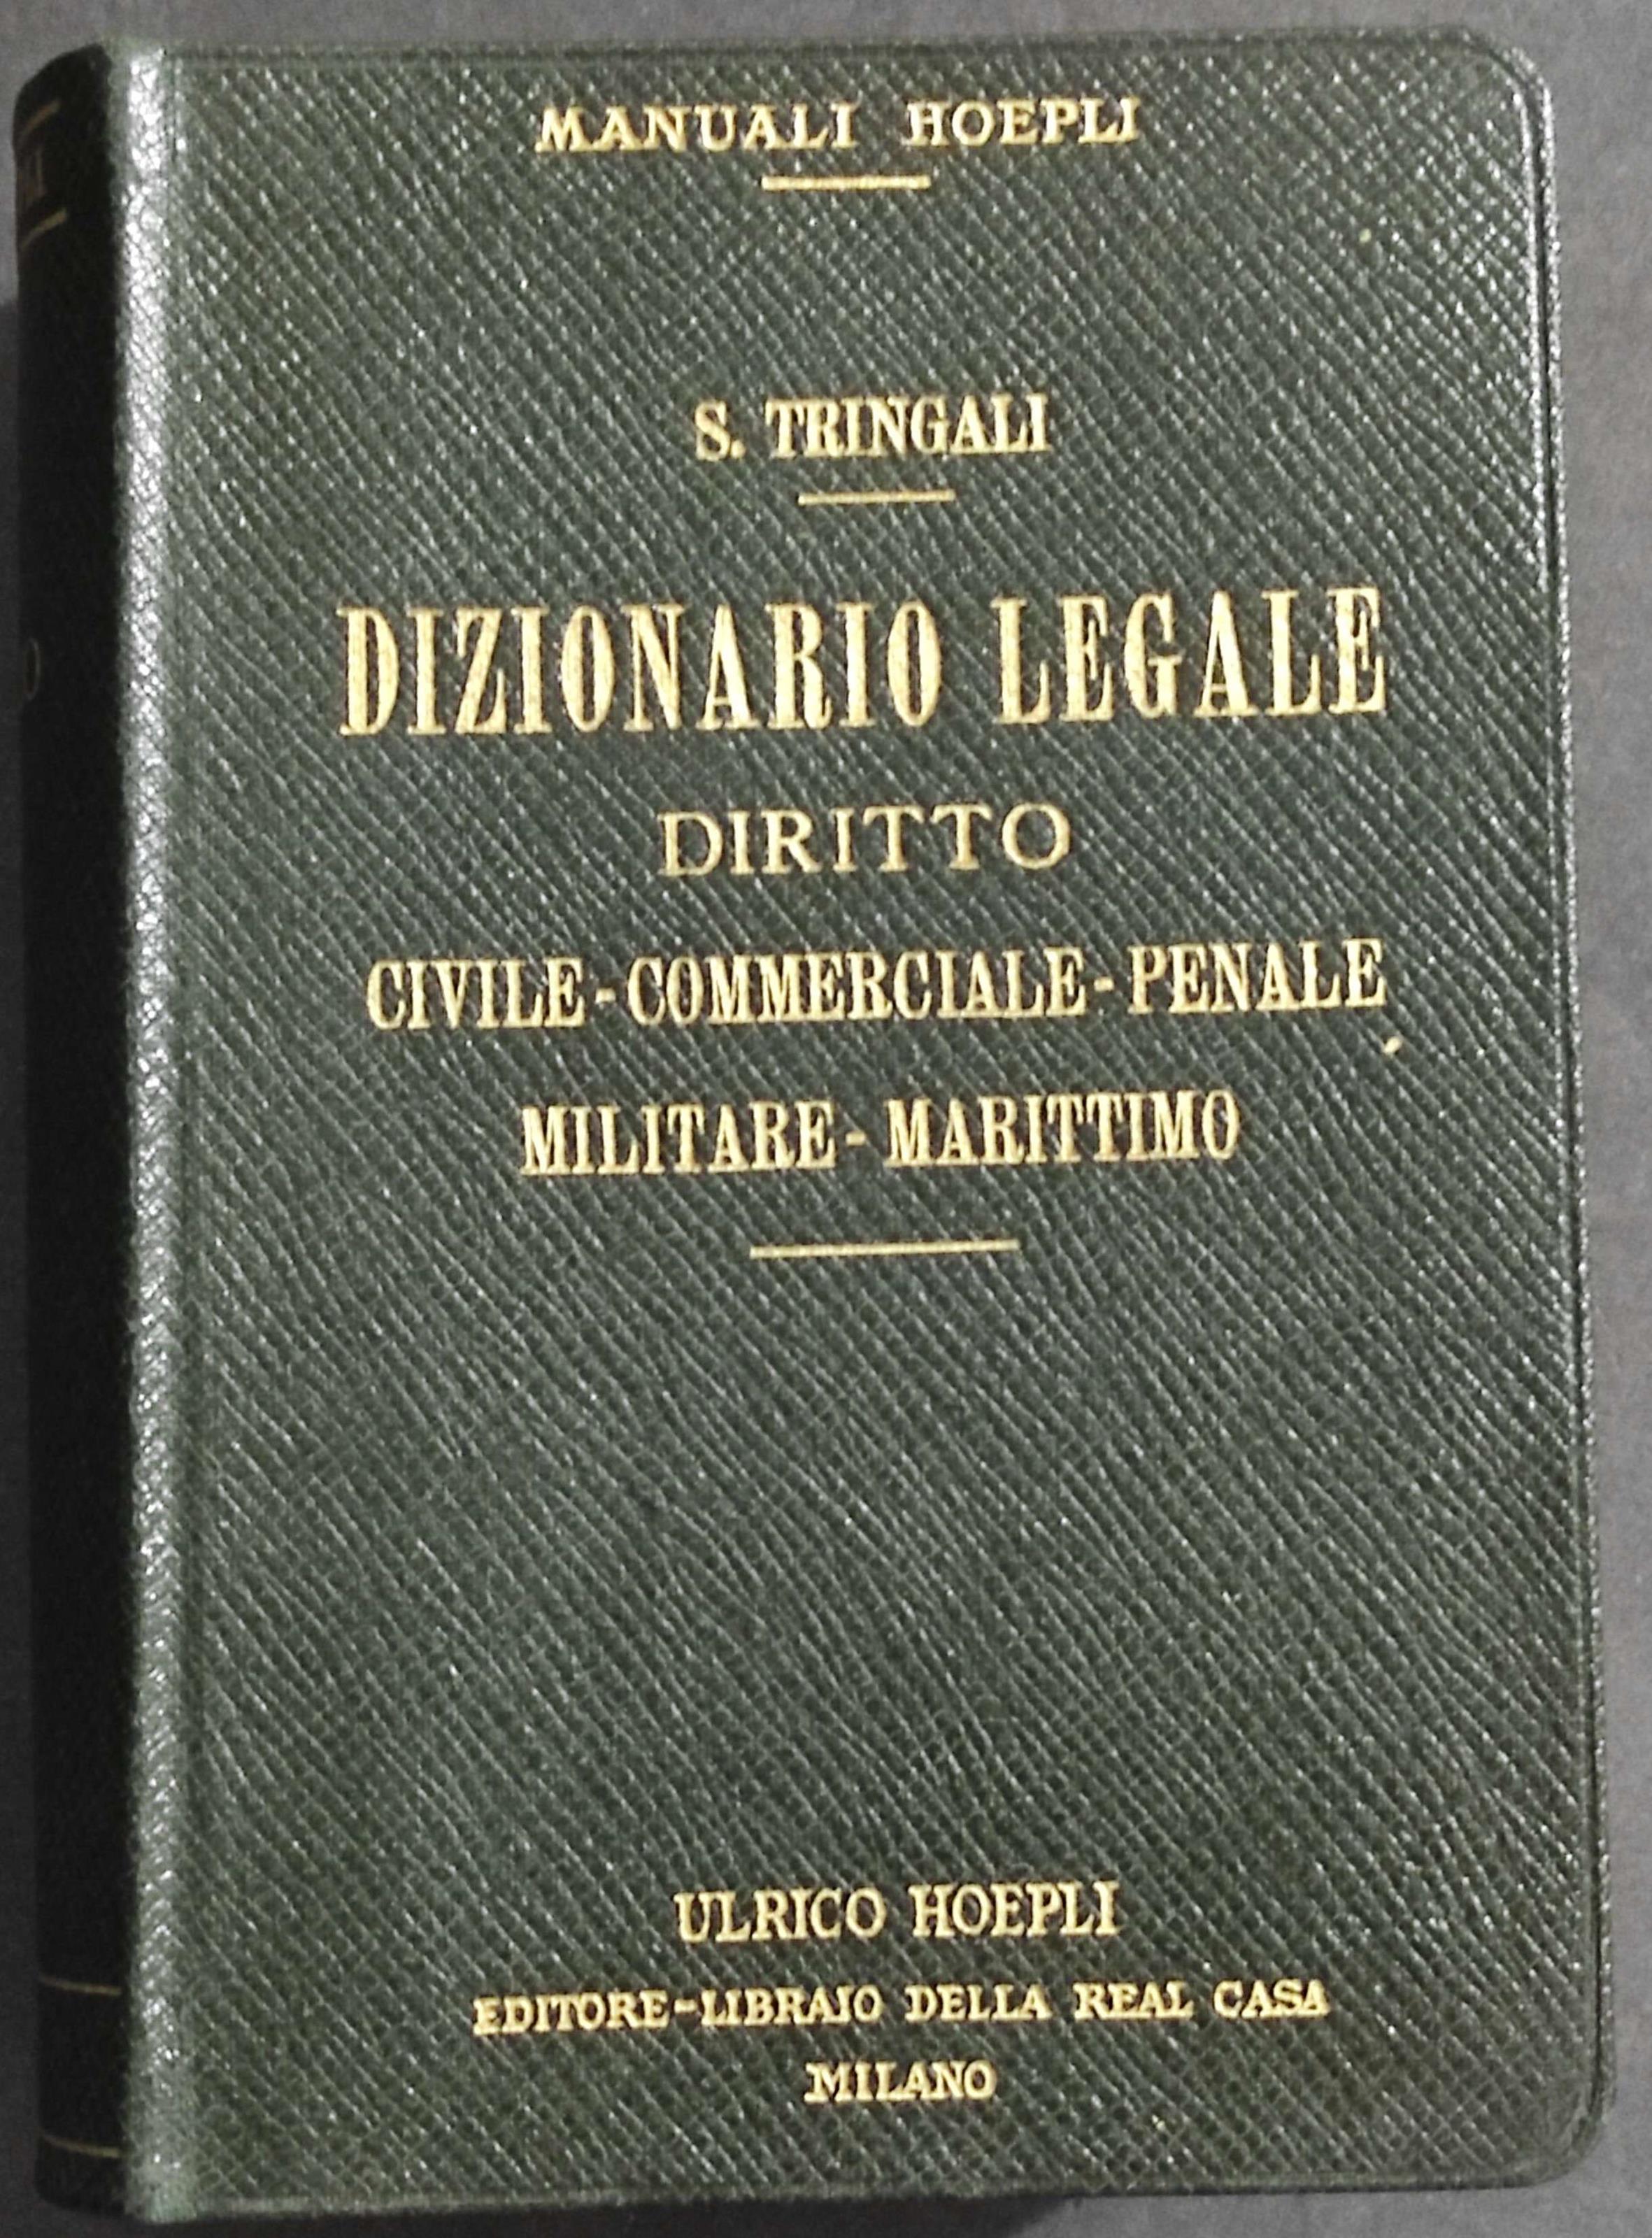 MANUALI HOEPLI
S. TRINGALI
DIZIONARIO LEGALE
DIRITTO
CIVILE-COMMERCIALE-PENALE
MILITARE-MARITTIMO
ULRICO HOEPLI
EDITORE-LIBRAIO DELLA REAL CASA
MILANO